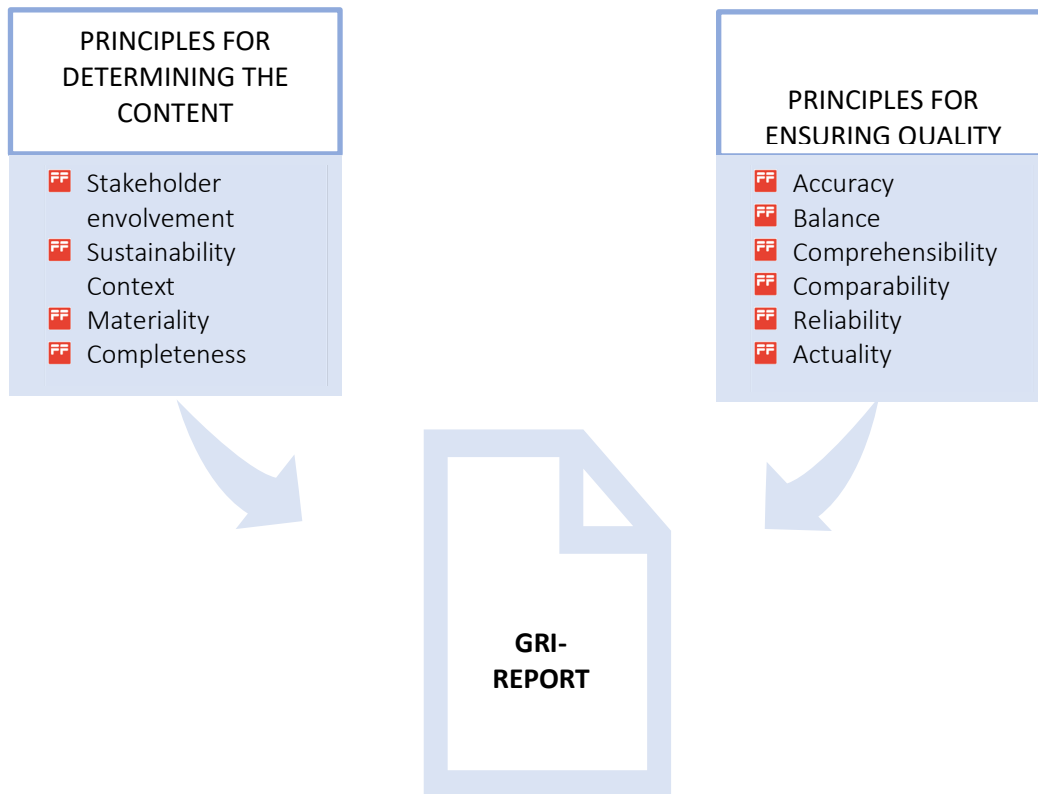 PRINCIPLES FOR
DETERMINING THE
CONTENT
Stakeholder
envolvement
Sustainability
Context
Materiality
Completeness
PRINCIPLES FOR
ENSURING QUALITY
Accuracy
Balance
Comprehensibility
Comparability
Reliability
Actuality
GRI-
REPORT